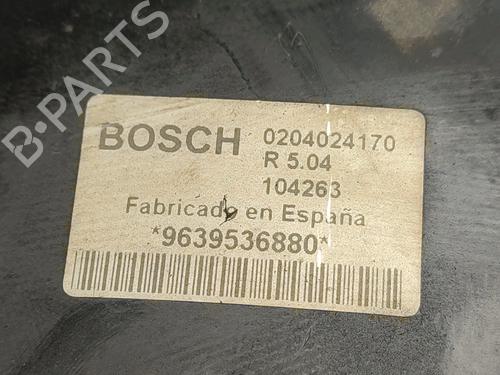 B-PARTS
BOSCH 0204024170
R 5.04
104263
Fabricado en España
*9639536880*